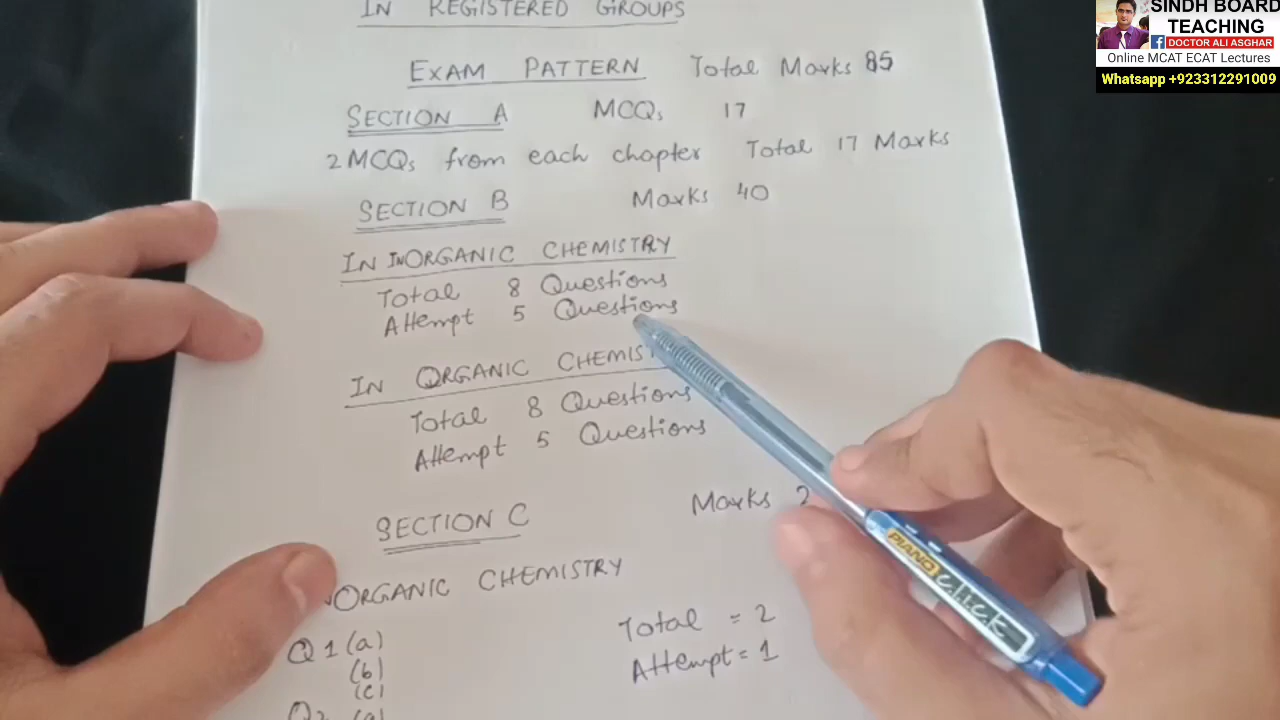 IN REGISTERED GROUPS
EXAM PATTERN Total Marks 85
SECTION A MCQs 17
2 MCQs from each chapter Total 17 Marks
SECTION B Marks 40
IN INORGANIC CHEMISTRY
Total 8 Questions
Attempt 5 Questions
IN ORGANIC CHEMIST
Total 8 Questions
Attempt 5 Questions
SECTION C Marks 2
ORGANIC CHEMISTRY
Total = 2
Q1 (a)
Attempt = 1
(b)
(c)
Q2 (a)
PIANO
click
SINDH BOARD
TEACHING
DOCTOR ALI ASGHAR
Online MCAT ECAT Lectures
Whatsapp +923312291009